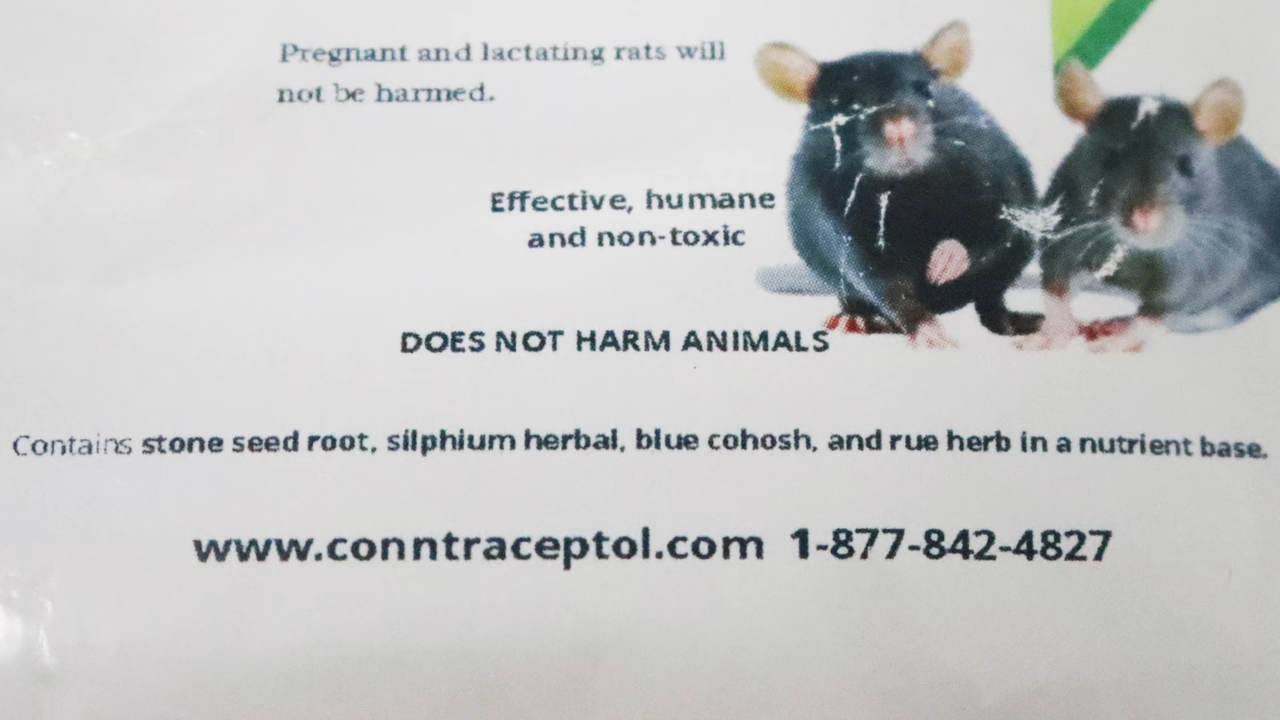 Pregnant and lactating rats will
not be harmed.
Effective, humane
and non-toxic
DOES NOT HARM ANIMALS
Contains stone seed root, silphium herbal, blue cohosh, and rue herb in a nutrient base.
www.conntraceptol.com 1-877-842-4827